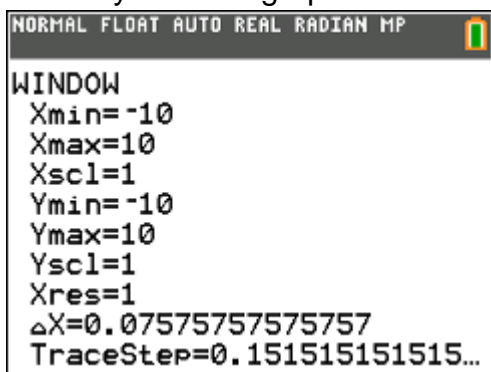 NORMAL FLOAT AUTO REAL RADIAN MP
WINDOW
Xmin=-10
Xmax=10
Xscl=1
Ymin=-10
Ymax=10
Yscl=1
Xres=1
△X=0.07575757575757
TraceStep=0.151515151515…